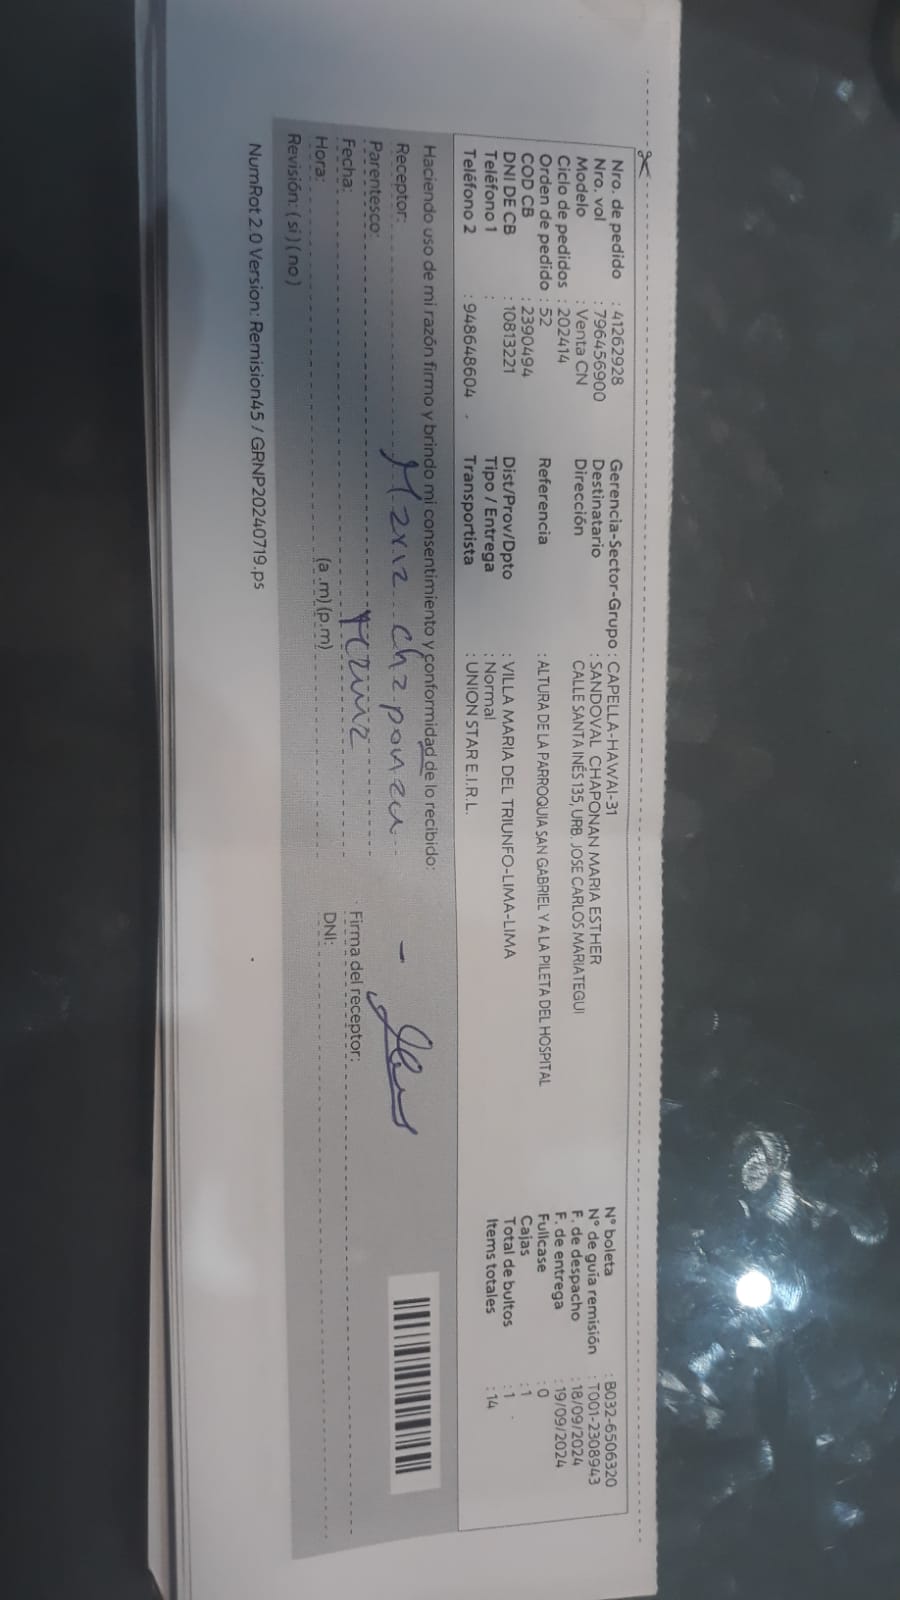 Nro. de pedido : 41262928 Gerencia-Sector-Grupo : CAPELLA-HAWAI-31 N° boleta : B032-6506320
Nro. vol : 796456900 Destinatario : SANDOVAL CHAPONAN MARIA ESTHER N° de guía remisión : T001-2308943
Modelo : Venta CN Dirección CALLE SANTA INÉS 135, URB. JOSE CARLOS MARIATEGUI F. de despacho : 18/09/2024
Ciclo de pedidos : 202414 F. de entrega : 19/09/2024
Orden de pedido : 52 Referencia : ALTURA DE LA PARROQUIA SAN GABRIEL Y A LA PILETA DEL HOSPITAL Fullcase : 0
COD CB : 2390494 Cajas : 1
DNI DE CB : 10813221 Dist/Prov/Dpto : VILLA MARIA DEL TRIUNFO-LIMA-LIMA Total de bultos : 1
Teléfono 1 : Tipo / Entrega : Normal Items totales : 14
Teléfono 2 : 948648604 Transportista : UNION STAR E.I.R.L.
Haciendo uso de mi razón firmo y brindo mi consentimiento y conformidad de lo recibido:
Receptor: Maria chaponan
Parentesco: Firma del receptor:
Fecha: DNI:
Hora: (a .m) (p.m)
Revisión: ( si ) ( no )
NumRot 2.0 Version: Remision45 / GRNP20240719.ps